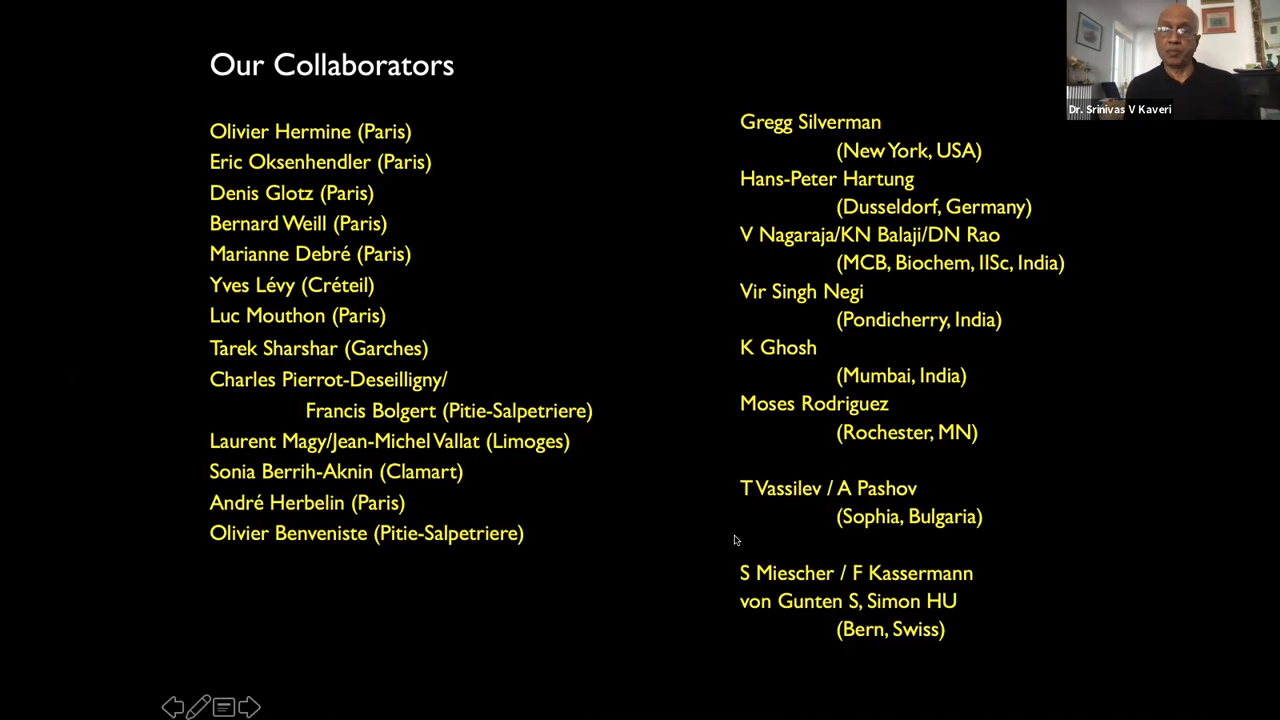 Our Collaborators
Olivier Hermine (Paris)
Eric Oksenhendler (Paris)
Denis Glotz (Paris)
Bernard Weill (Paris)
Marianne Debré (Paris)
Yves Lévy (Créteil)
Luc Mouthon (Paris)
Tarek Sharshar (Garches)
Charles Pierrot-Deseilligny/
Francis Bolgert (Pitie-Salpetriere)
Laurent Magy/Jean-Michel Vallat (Limoges)
Sonia Berrih-Aknin (Clamart)
André Herbelin (Paris)
Olivier Benveniste (Pitie-Salpetriere)
Gregg Silverman
(New York, USA)
Hans-Peter Hartung
(Dusseldorf, Germany)
V Nagaraja/KN Balaji/DN Rao
(MCB, Biochem, IISc, India)
Vir Singh Negi
(Pondicherry, India)
K Ghosh
(Mumbai, India)
Moses Rodriguez
(Rochester, MN)
T Vassilev / A Pashov
(Sophia, Bulgaria)
S Miescher / F Kassermann
von Gunten S, Simon HU
(Bern, Swiss)
Dr. Srinivas V Kaveri